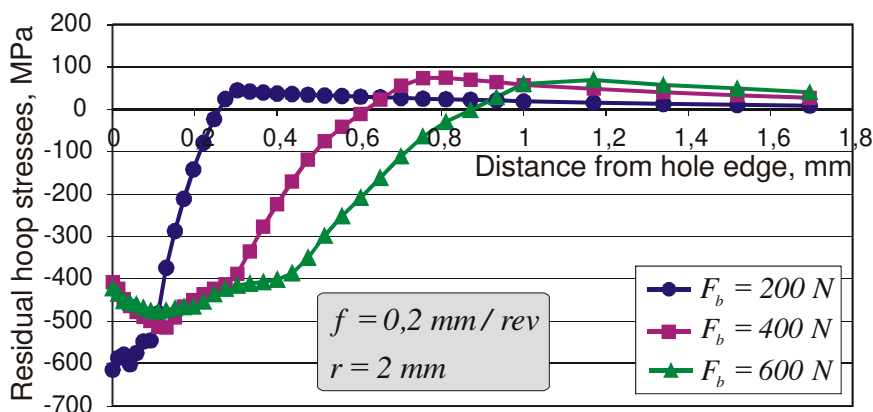 Residual hoop stresses, MPa
200
100
0
-100
-200
-300
-400
-500
-600
-700
0 0,2 0,4 0,6 0,8 1 1,2 1,4 1,6 1,8
Distance from hole edge, mm
f = 0,2 mm / rev
r = 2 mm
F_b = 200 N
F_b = 400 N
F_b = 600 N